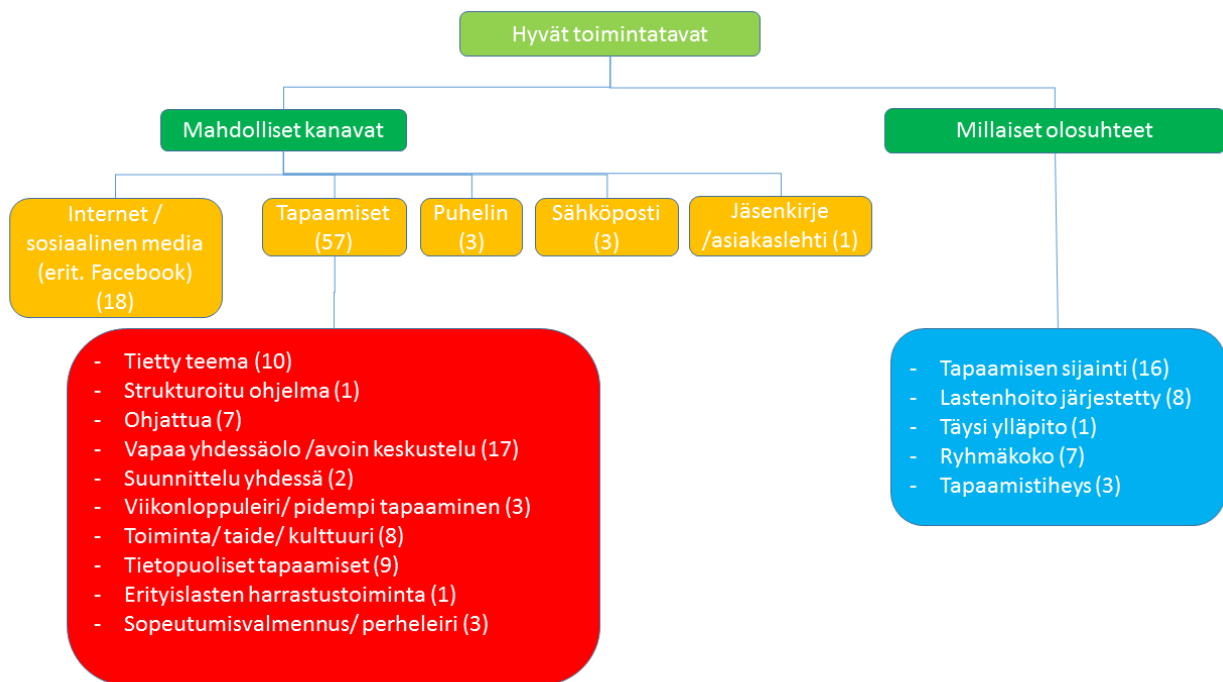 Hyvät toimintatavat
Mahdolliset kanavat
Millaiset olosuhteet
Internet /
sosiaalinen media
(erit. Facebook)
(18)
Tapaamiset
(57)
Puhelin
(3)
Sähköposti
(3)
Jäsenkirje
/asiakaslehti (1)
- Tietty teema (10)
- Strukturoitu ohjelma (1)
- Ohjattua (7)
- Vapaa yhdessäolo /avoin keskustelu (17)
- Suunnittelu yhdessä (2)
- Viikonloppuleiri/ pidempi tapaaminen (3)
- Toiminta/ taide/ kulttuuri (8)
- Tietopuoliset tapaamiset (9)
- Erityislasten harrastustoiminta (1)
- Sopeutumisvalmennus/ perheleiri (3)
- Tapaamisen sijainti (16)
- Lastenhoito järjestetty (8)
- Täysi ylläpito (1)
- Ryhmäkoko (7)
- Tapaamistiheys (3)